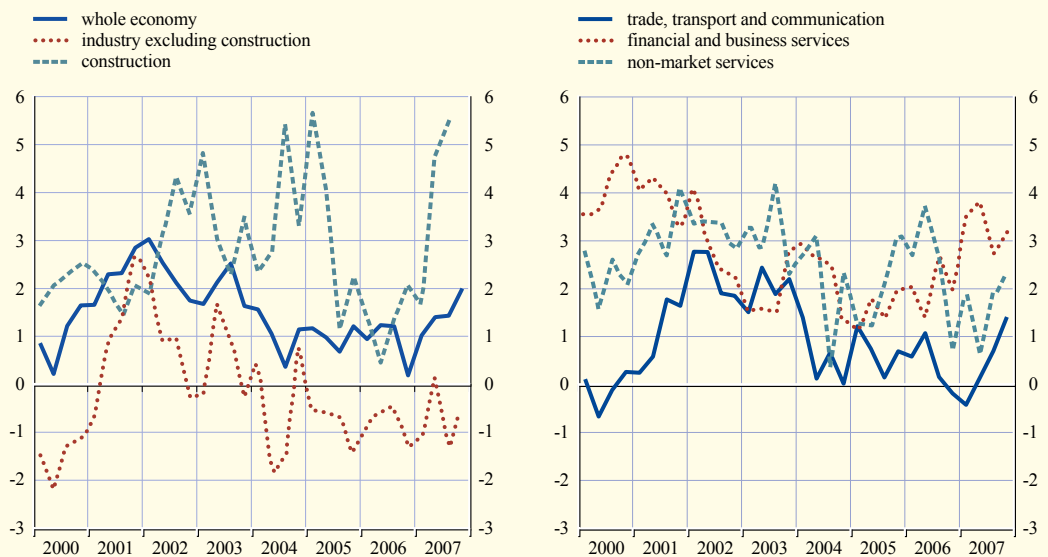 whole economy
industry excluding construction
construction
6 6
5 5
4 4
3 3
2 2
1 1
0 0
-1 -1
-2 -2
-3 -3
2000 2001 2002 2003 2004 2005 2006 2007
trade, transport and communication
financial and business services
non-market services
6 6
5 5
4 4
3 3
2 2
1 1
0 0
-1 -1
-2 -2
-3 -3
2000 2001 2002 2003 2004 2005 2006 2007